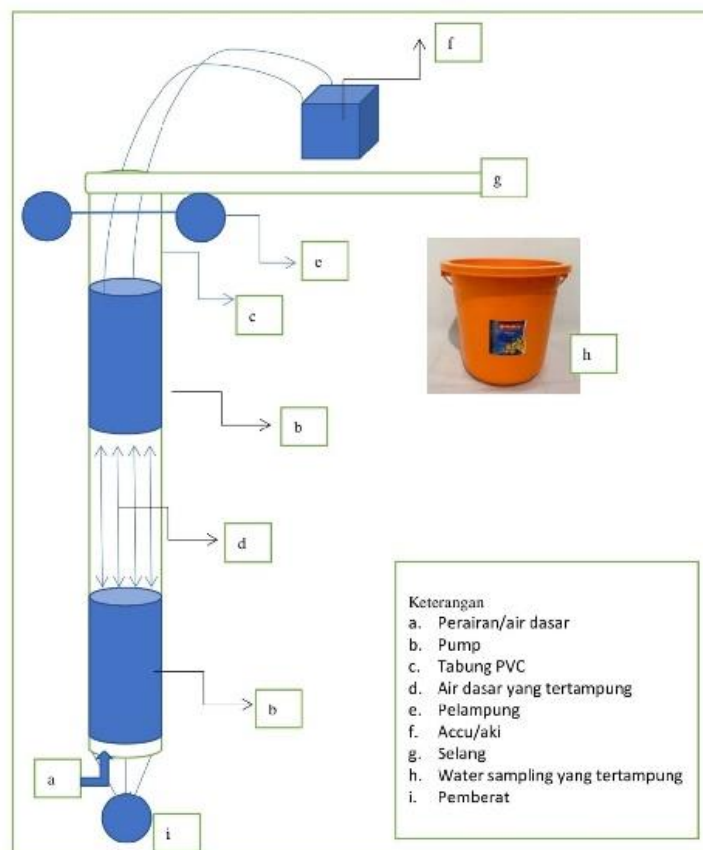 f
g
e
c
h
b
d
b
a
i
Keterangan
a. Perairan/air dasar
b. Pump
c. Tabung PVC
d. Air dasar yang tertampung
e. Pelampung
f. Accu/aki
g. Selang
h. Water sampling yang tertampung
i. Pemberat